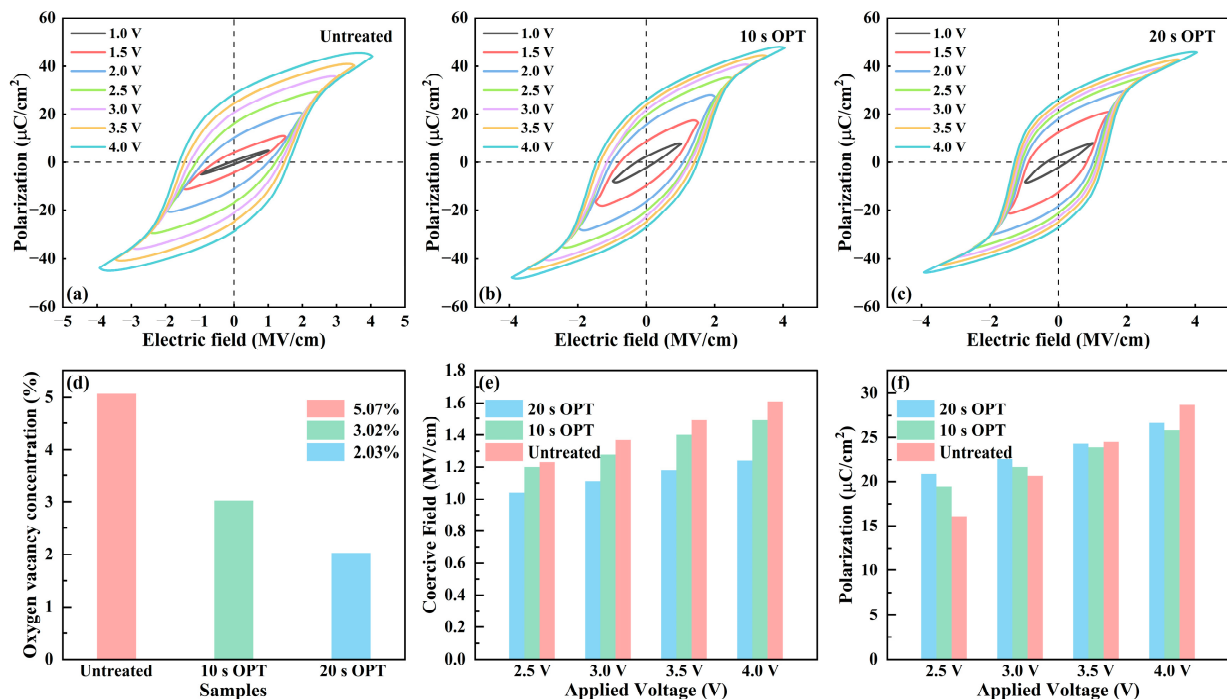 60
40
20
0
−20
−40
−60
Polarization (μC/cm2)
1.0 V
1.5 V
2.0 V
2.5 V
3.0 V
3.5 V
4.0 V
Untreated
(a)
−5 −4 −3 −2 −1 0 1 2 3 4 5
Electric field (MV/cm)
60
40
20
0
−20
−40
−60
Polarization (μC/cm2)
1.0 V
1.5 V
2.0 V
2.5 V
3.0 V
3.5 V
4.0 V
10 s OPT
(b)
−4 −2 0 2 4
Electric field (MV/cm)
60
40
20
0
−20
−40
−60
Polarization (μC/cm2)
1.0 V
1.5 V
2.0 V
2.5 V
3.0 V
3.5 V
4.0 V
20 s OPT
(c)
−4 −2 0 2 4
Electric field (MV/cm)
(d)
5
4
3
2
1
0
Oxygen vacancy concentration (%)
5.07%
3.02%
2.03%
Untreated 10 s OPT 20 s OPT
Samples
(e)
1.8
1.6
1.4
1.2
1.0
0.8
0.6
0.4
0.2
0.0
Coercive Field (MV/cm)
20 s OPT
10 s OPT
Untreated
2.5 V 3.0 V 3.5 V 4.0 V
Applied Voltage (V)
(f)
30
25
20
15
10
5
0
Polarization (μC/cm2)
20 s OPT
10 s OPT
Untreated
2.5 V 3.0 V 3.5 V 4.0 V
Applied Voltage (V)